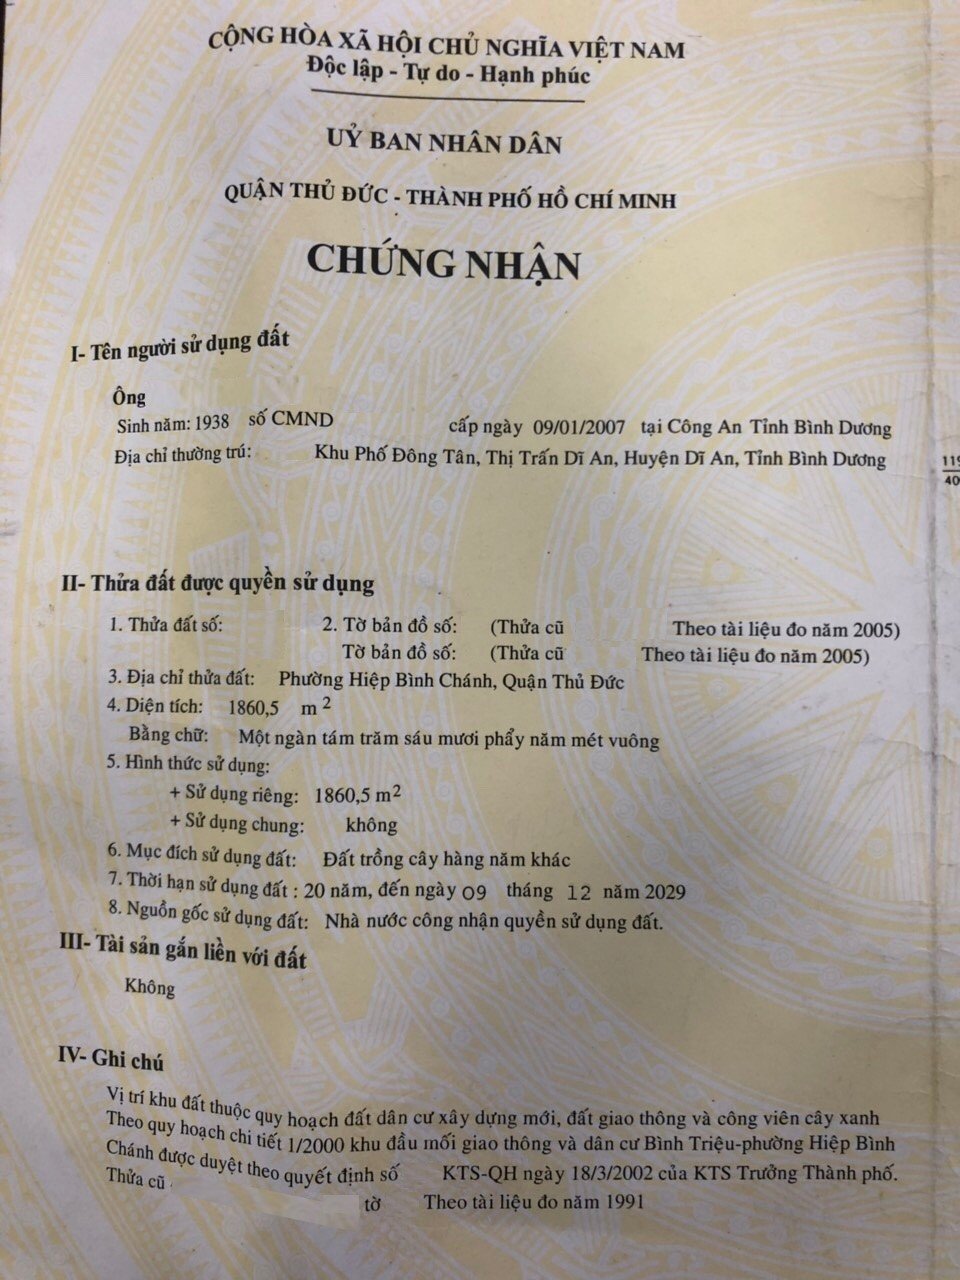 CỘNG HÒA XÃ HỘI CHỦ NGHĨA VIỆT NAM
Độc lập - Tự do - Hạnh phúc
UỶ BAN NHÂN DÂN
QUẬN THỦ ĐỨC - THÀNH PHỐ HỒ CHÍ MINH
CHỨNG NHẬN
I- Tên người sử dụng đất
Ông
Sinh năm: 1938 số CMND cấp ngày 09/01/2007 tại Công An Tỉnh Bình Dương
Địa chỉ thường trú: Khu Phố Đông Tân, Thị Trấn Dĩ An, Huyện Dĩ An, Tỉnh Bình Dương
119
40
II- Thửa đất được quyền sử dụng
1. Thửa đất số: 2. Tờ bản đồ số: (Thửa cũ Theo tài liệu đo năm 2005)
Tờ bản đồ số: (Thửa cũ Theo tài liệu đo năm 2005)
3. Địa chỉ thửa đất: Phường Hiệp Bình Chánh, Quận Thủ Đức
4. Diện tích: 1860,5 m2
Bằng chữ: Một ngàn tám trăm sáu mươi phẩy năm mét vuông
5. Hình thức sử dụng:
+ Sử dụng riêng: 1860,5 m2
+ Sử dụng chung: không
6. Mục đích sử dụng đất: Đất trồng cây hàng năm khác
7. Thời hạn sử dụng đất : 20 năm, đến ngày 09 tháng 12 năm 2029
8. Nguồn gốc sử dụng đất: Nhà nước công nhận quyền sử dụng đất.
III- Tài sản gắn liền với đất
Không
IV- Ghi chú
Vị trí khu đất thuộc quy hoạch đất dân cư xây dựng mới, đất giao thông và công viên cây xanh
Theo quy hoạch chi tiết 1/2000 khu đầu mối giao thông và dân cư Bình Triệu-phường Hiệp Bình
Chánh được duyệt theo quyết định số KTS-QH ngày 18/3/2002 của KTS Trưởng Thành phố.
Thửa cũ tờ Theo tài liệu đo năm 1991